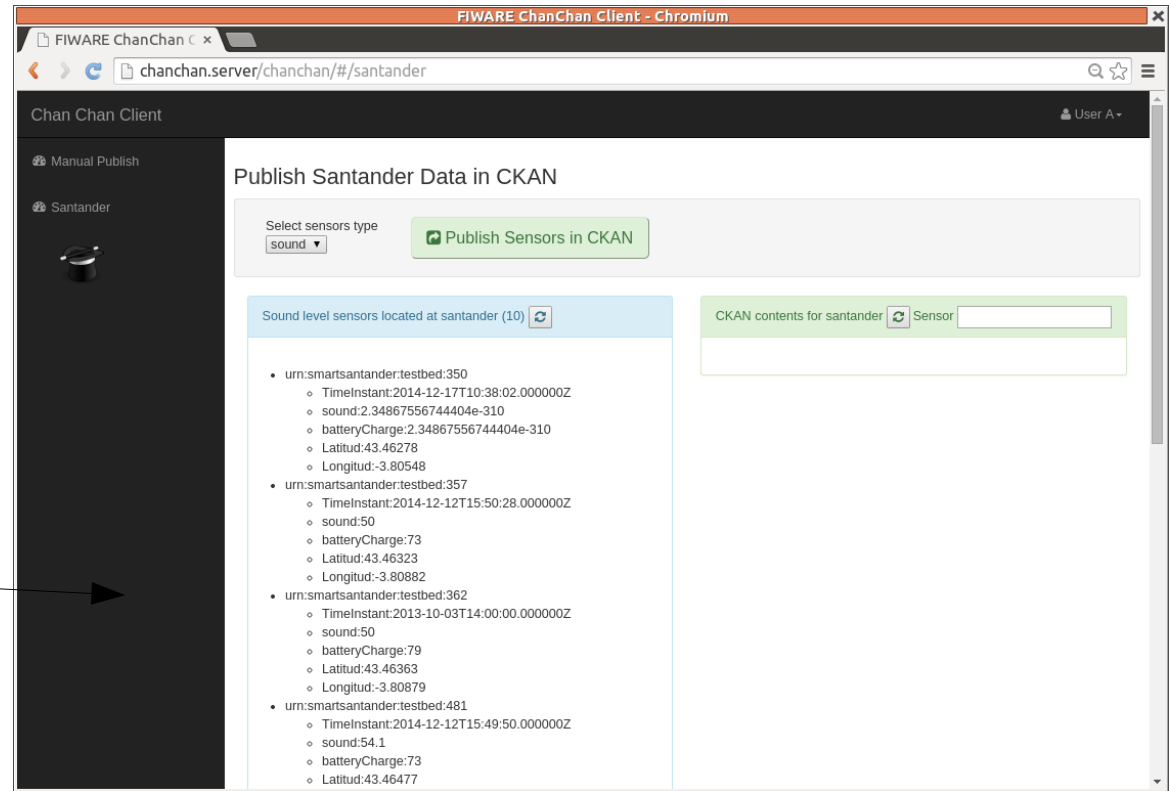 FIWARE ChanChan Client - Chromium
FIWARE ChanChan C
chanchan.server/chanchan/#/santander
Chan Chan Client
User A
Manual Publish
Santander
Publish Santander Data in CKAN
Select sensors type
sound
Publish Sensors in CKAN
Sound level sensors located at santander (10)
urn:smartsantander:testbed:350
TimeInstant:2014-12-17T10:38:02.000000Z
sound:2.34867556744404e-310
batteryCharge:2.34867556744404e-310
Latitud:43.46278
Longitud:-3.80548
urn:smartsantander:testbed:357
TimeInstant:2014-12-12T15:50:28.000000Z
sound:50
batteryCharge:73
Latitud:43.46323
Longitud:-3.80882
urn:smartsantander:testbed:362
TimeInstant:2013-10-03T14:00:00.000000Z
sound:50
batteryCharge:79
Latitud:43.46363
Longitud:-3.80879
urn:smartsantander:testbed:481
TimeInstant:2014-12-12T15:49:50.000000Z
sound:54.1
batteryCharge:73
Latitud:43.46477
CKAN contents for santander
Sensor